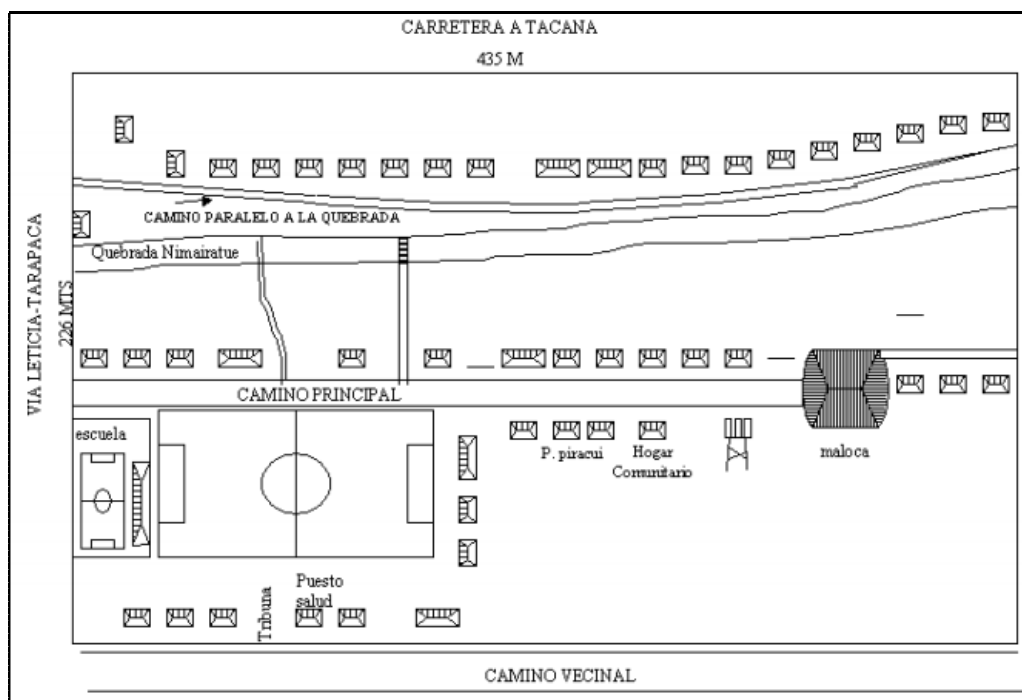 CARRETERA A TACANA
435 M
CAMINO PARALELO A LA QUEBRADA
Quebrada Nimairatue
VIA LETICIA-TARAPACA
226 MTS
CAMINO PRINCIPAL
escuela
P. piracui
Hogar
Comunitario
maloca
Tribuna
Puesto
salud
CAMINO VECINAL